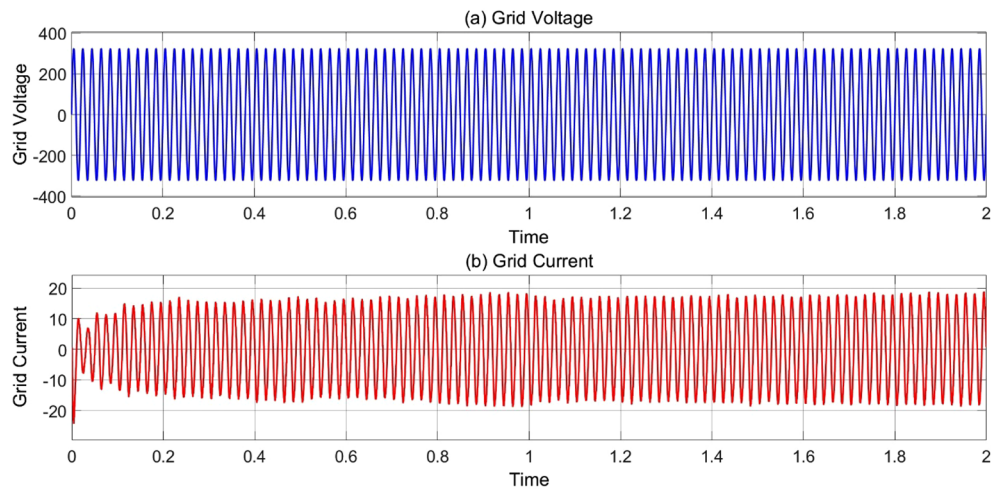 (a) Grid Voltage
400
200
0
-200
-400
Grid Voltage
0 0.2 0.4 0.6 0.8 1 1.2 1.4 1.6 1.8 2
Time
(b) Grid Current
20
10
0
-10
-20
Grid Current
0 0.2 0.4 0.6 0.8 1 1.2 1.4 1.6 1.8 2
Time